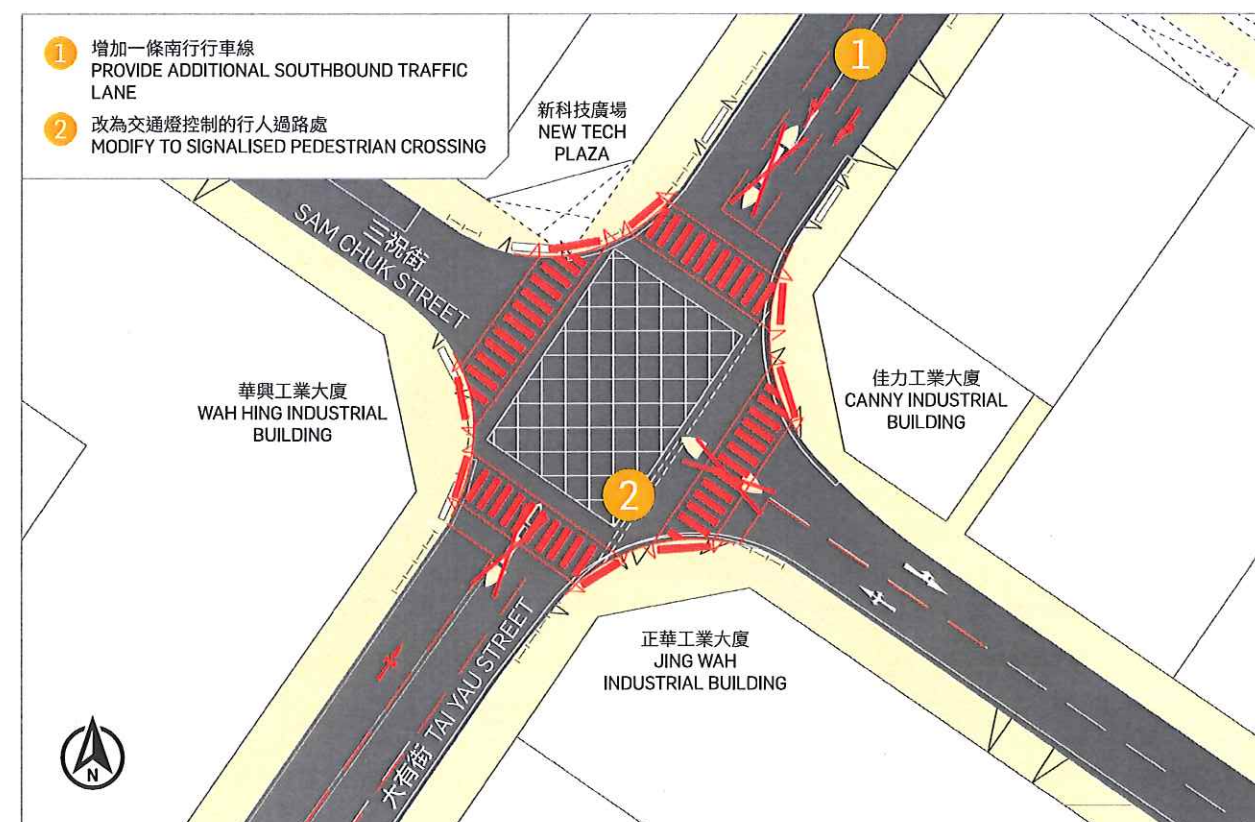 1 增加一條南行行車線
PROVIDE ADDITIONAL SOUTHBOUND TRAFFIC
LANE
2 改為交通燈控制的行人過路處
MODIFY TO SIGNALISED PEDESTRIAN CROSSING
1
新科技廣場
NEW TECH
PLAZA
三祝街
SAM CHUK STREET
華興工業大廈
WAH HING INDUSTRIAL
BUILDING
佳力工業大廈
CANNY INDUSTRIAL
BUILDING
2
正華工業大廈
JING WAH
INDUSTRIAL BUILDING
大有街 TAI YAU STREET
N